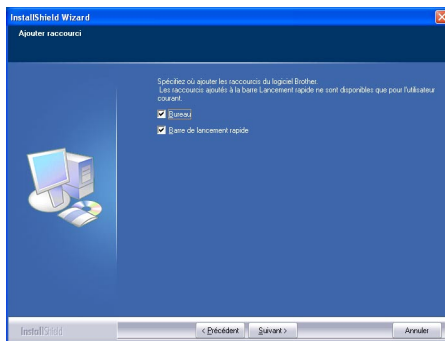 InstallShield Wizard
Ajouter raccourci
Spécifiez où ajouter les raccourcis du logiciel Brother.
Les raccourcis ajoutés à la barre Lancement rapide ne sont disponibles que pour l'utilisateur
courant.
Bureau
Barre de lancement rapide
InstallShield
< Précédent
Suivant >
Annuler